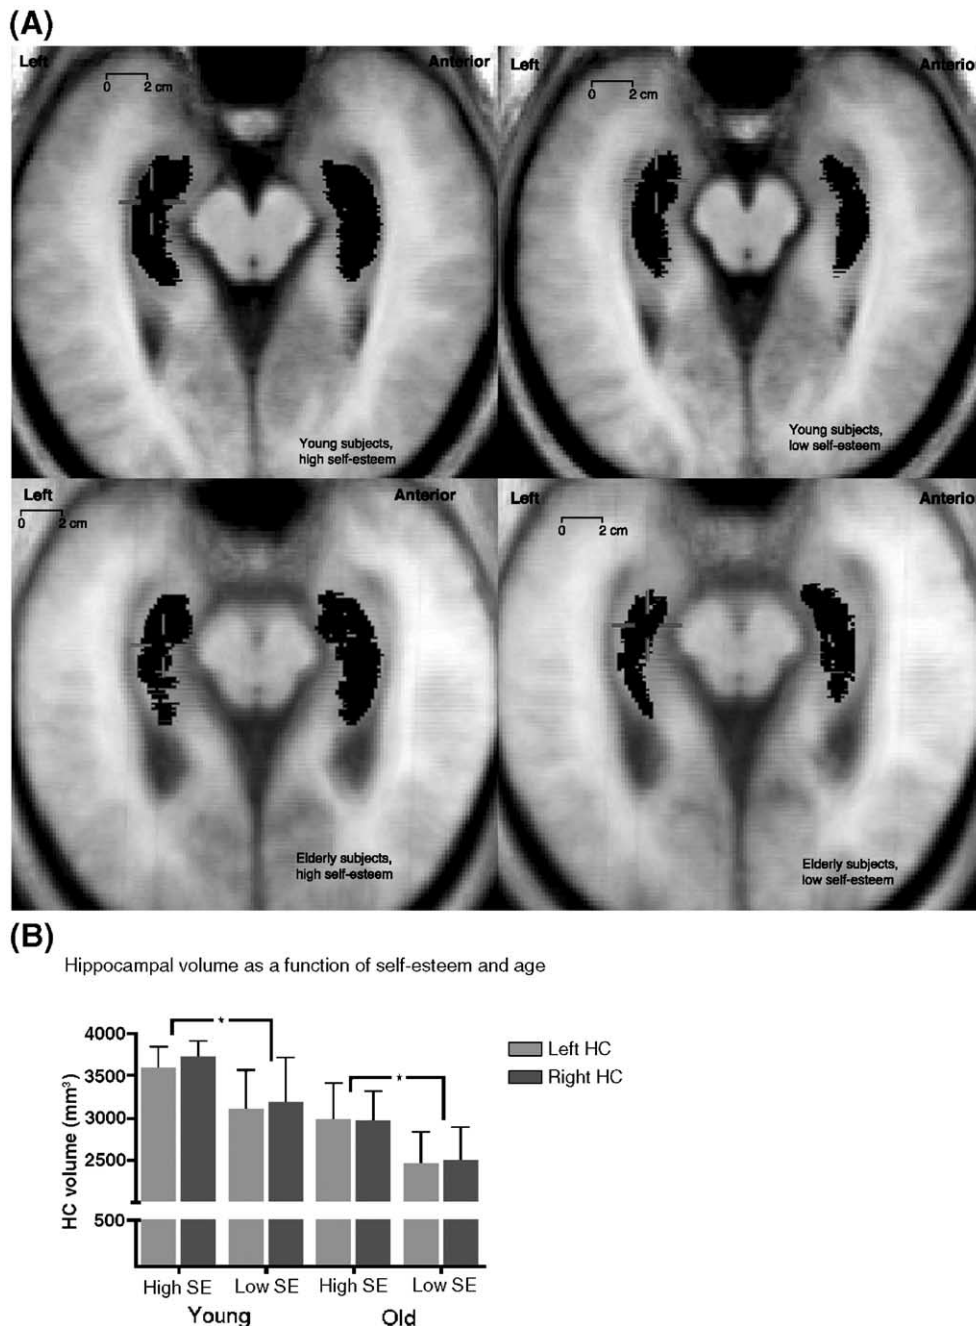 (A)
Left
Anterior
0 2 cm
Young subjects,
high self-esteem
Left
Anterior
0 2 cm
Young subjects,
low self-esteem
Left
Anterior
0 2 cm
Elderly subjects,
high self-esteem
Left
Anterior
0 2 cm
Elderly subjects,
low self-esteem
(B)
Hippocampal volume as a function of self-esteem and age
HC volume (mm³)
4000
3500
3000
2500
500
*
*
Left HC
Right HC
High SE Low SE High SE Low SE
Young Old